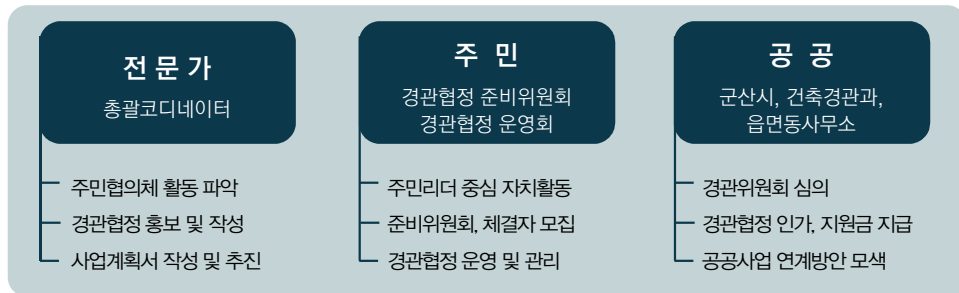 전문가
총괄코디네이터
주민협의체 활동 파악
경관협정 홍보 및 작성
사업계획서 작성 및 추진
주 민
경관협정 준비위원회
경관협정 운영회
주민리더 중심 자치활동
준비위원회, 체결자 모집
경관협정 운영 및 관리
공 공
군산시, 건축경관과,
읍면동사무소
경관위원회 심의
경관협정 인가, 지원금 지급
공공사업 연계방안 모색